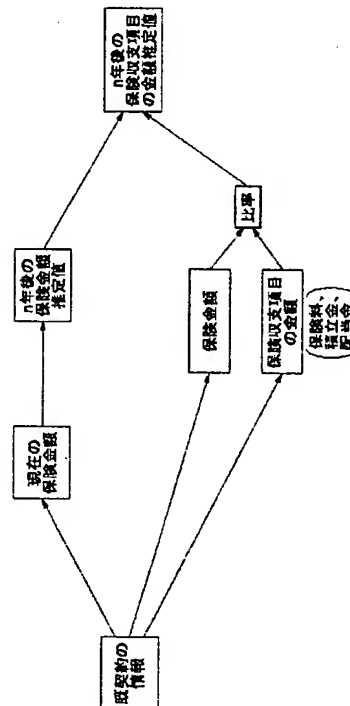 既契約の
情報
現在の
保険金額
n年後の
保険金額
推定値
保険金額
保険収支項目
の金額
保険料、
積立金、
配当金
比率
n年後の
保険収支項目
の金額推定値